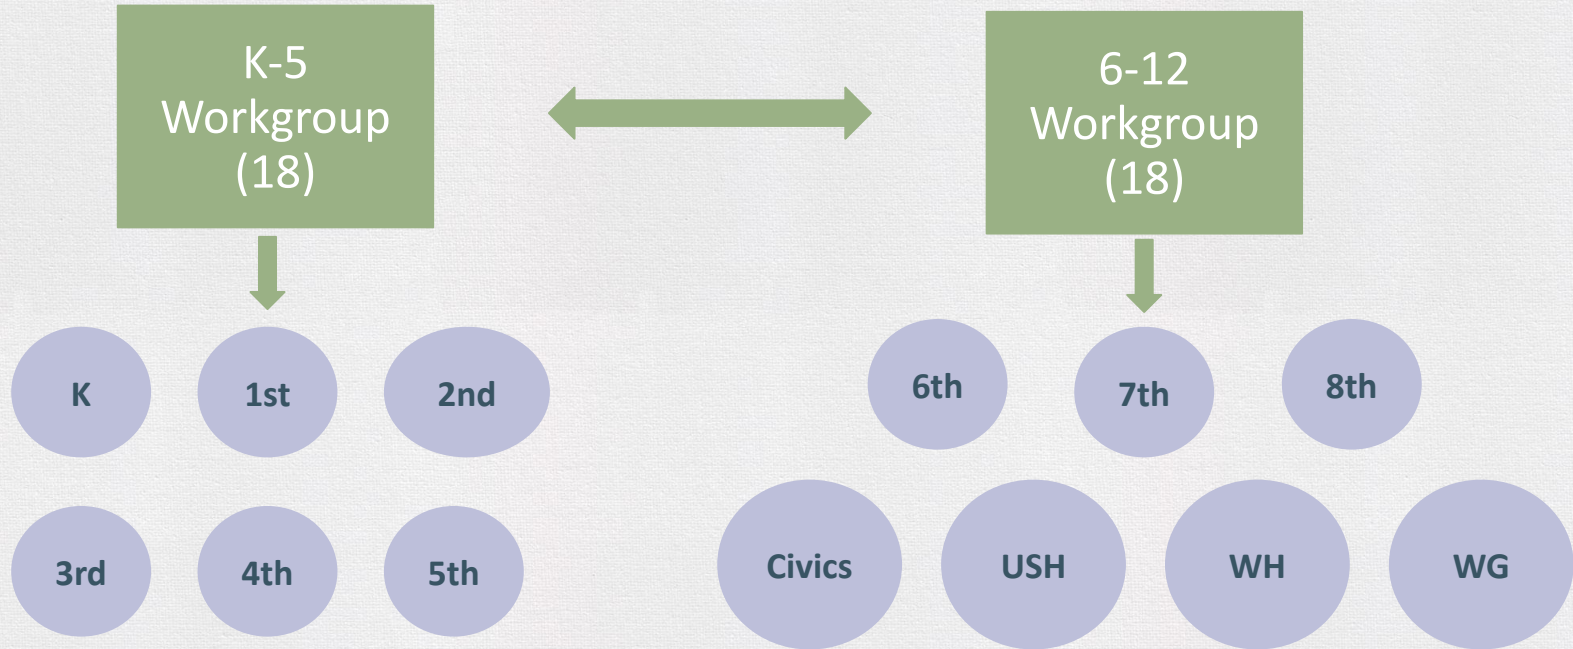 K-5
Workgroup
(18)
6-12
Workgroup
(18)
K
1st
2nd
3rd
4th
5th
6th
7th
8th
Civics
USH
WH
WG